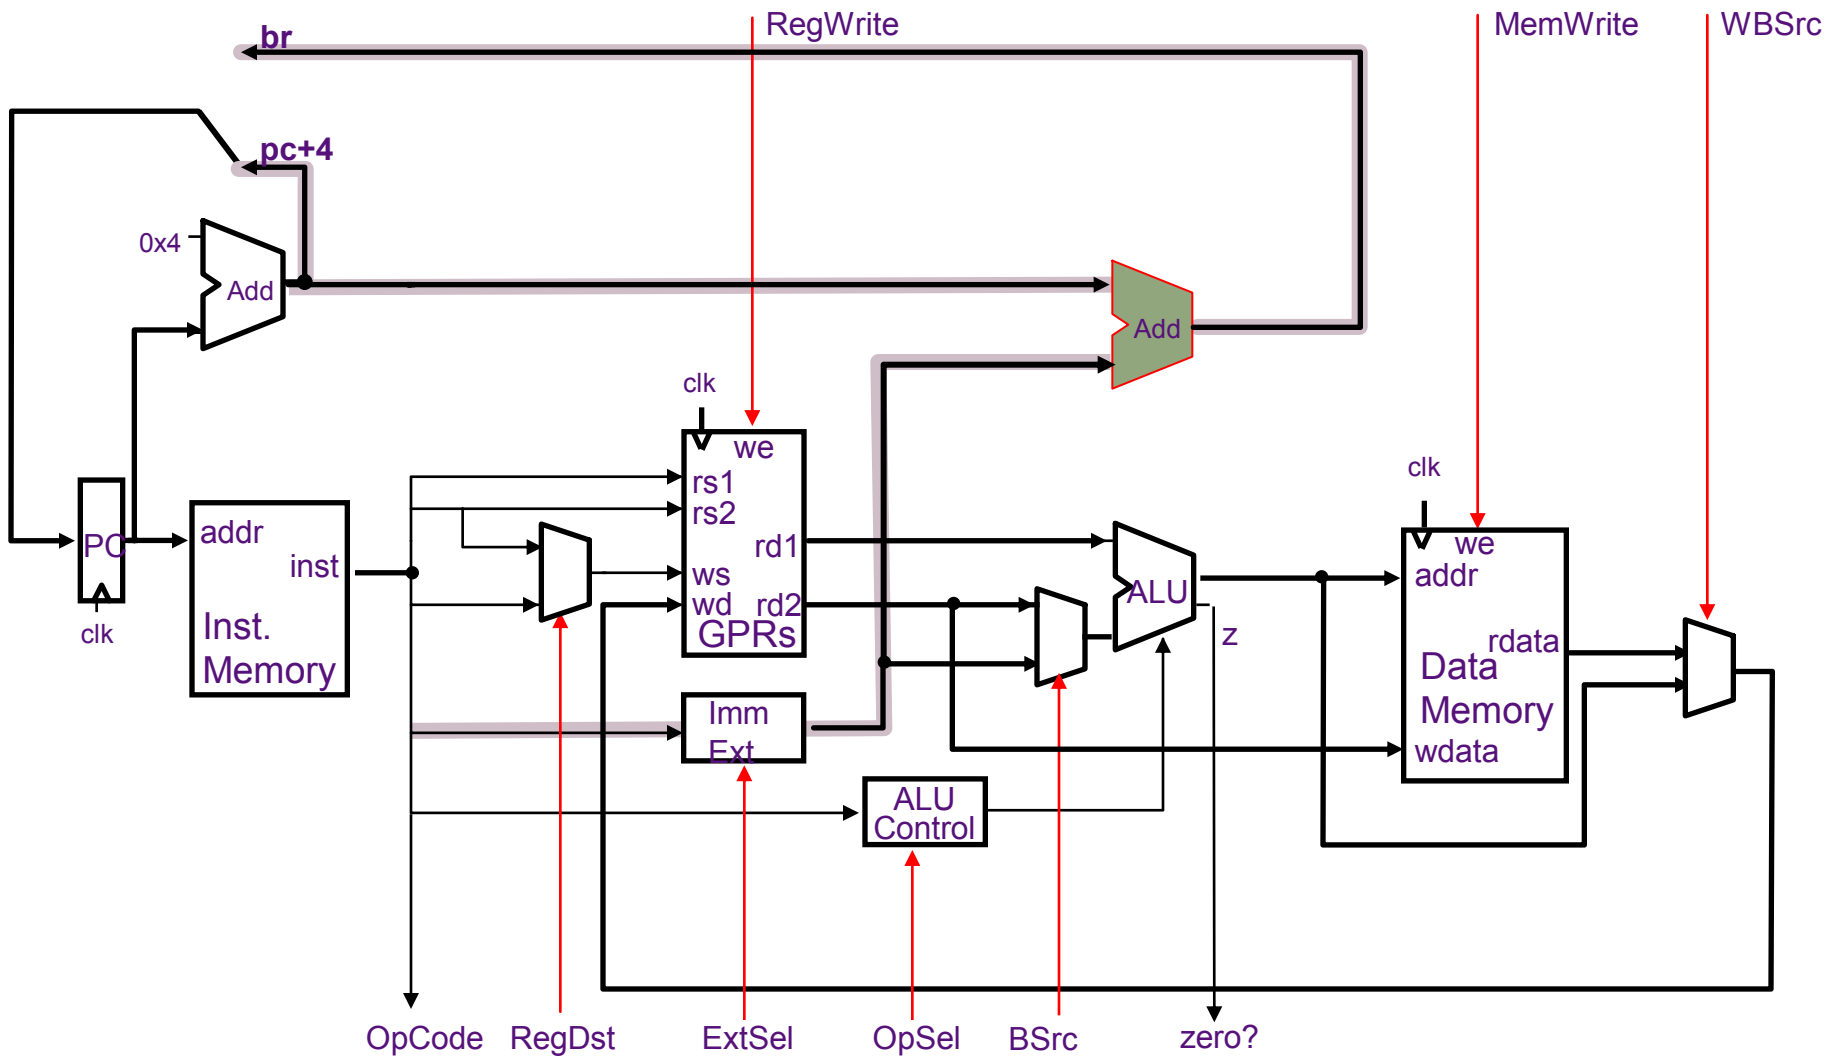 RegWrite
MemWrite
WBSrc
br
pc+4
0x4
Add
Add
clk
we
rs1
rs2
rd1
ws
wd
rd2
GPRs
PC
clk
addr
inst
Inst.
Memory
ALU
z
clk
we
addr
rdata
Data
Memory
wdata
Imm
Ext
ALU
Control
OpCode
RegDst
ExtSel
OpSel
BSrc
zero?